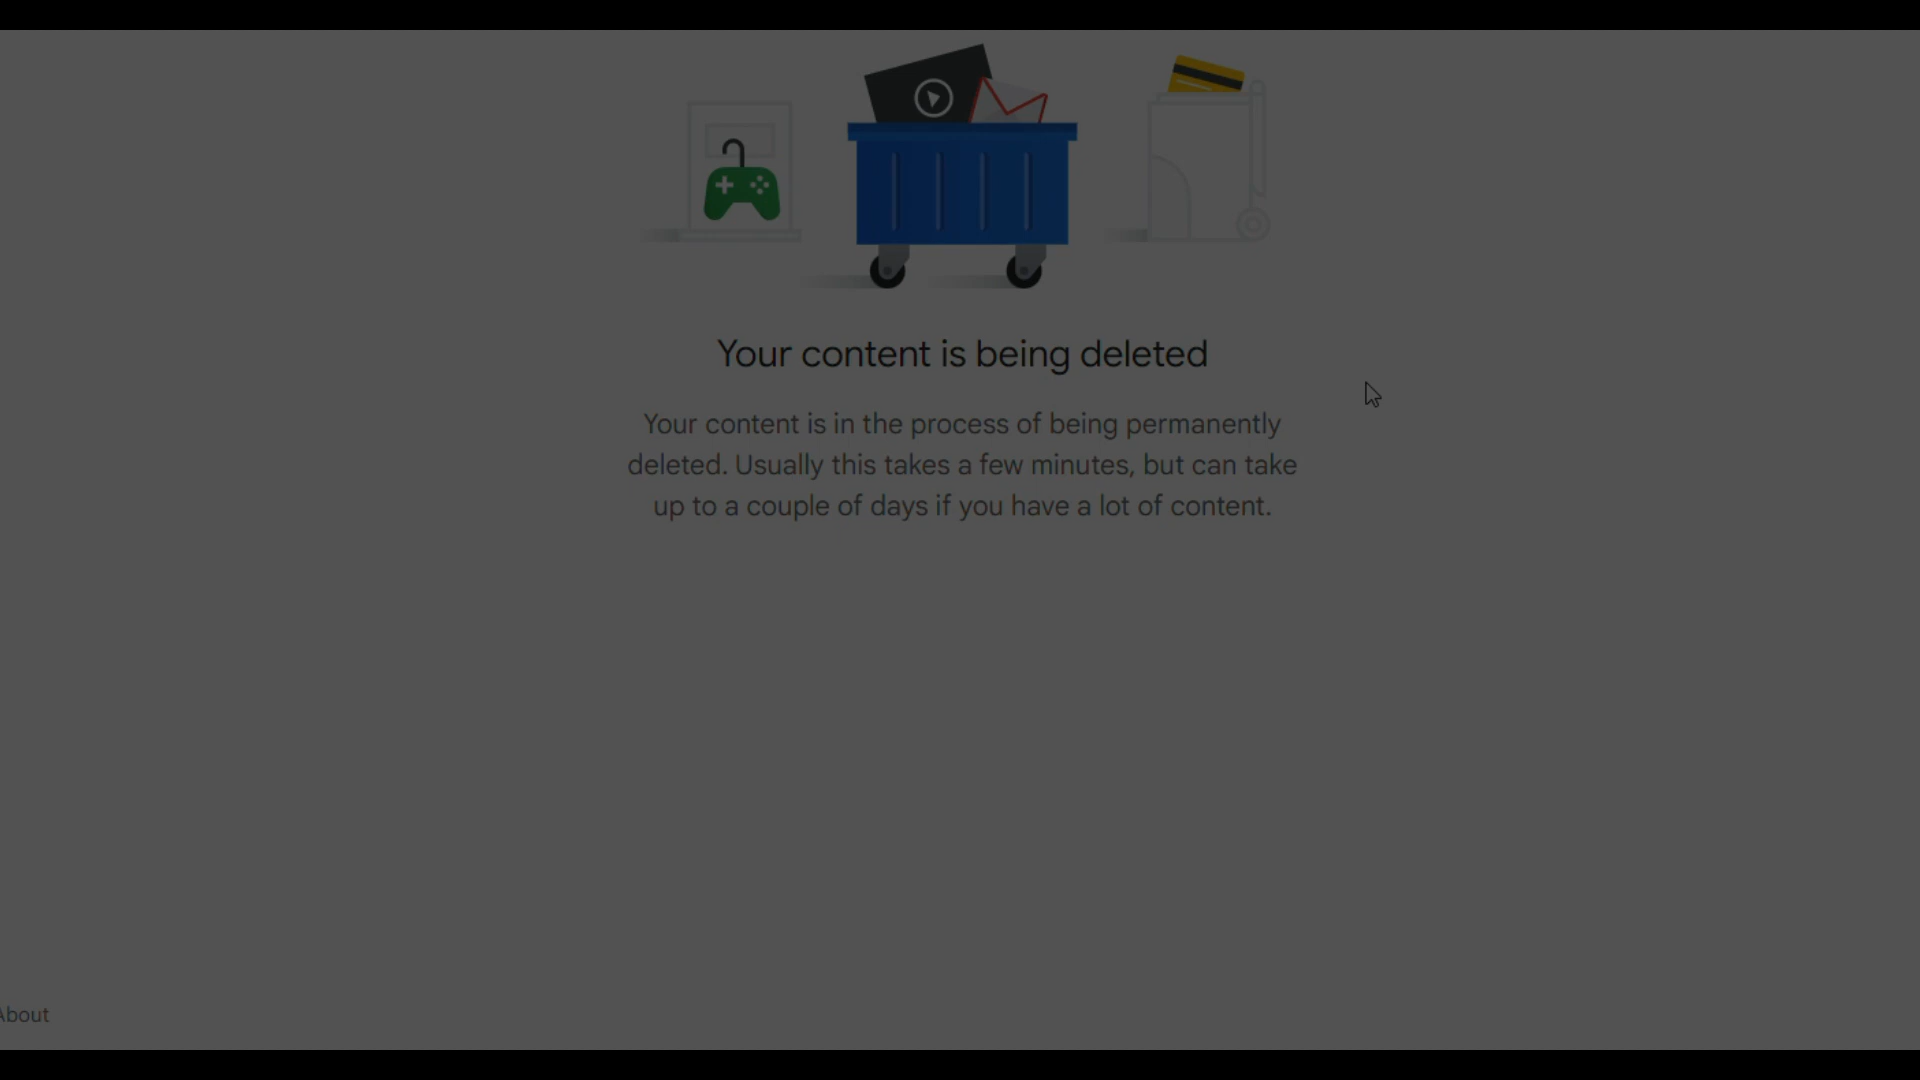 Your content is being deleted
Your content is in the process of being permanently
deleted. Usually this takes a few minutes, but can take
up to a couple of days if you have a lot of content.
About